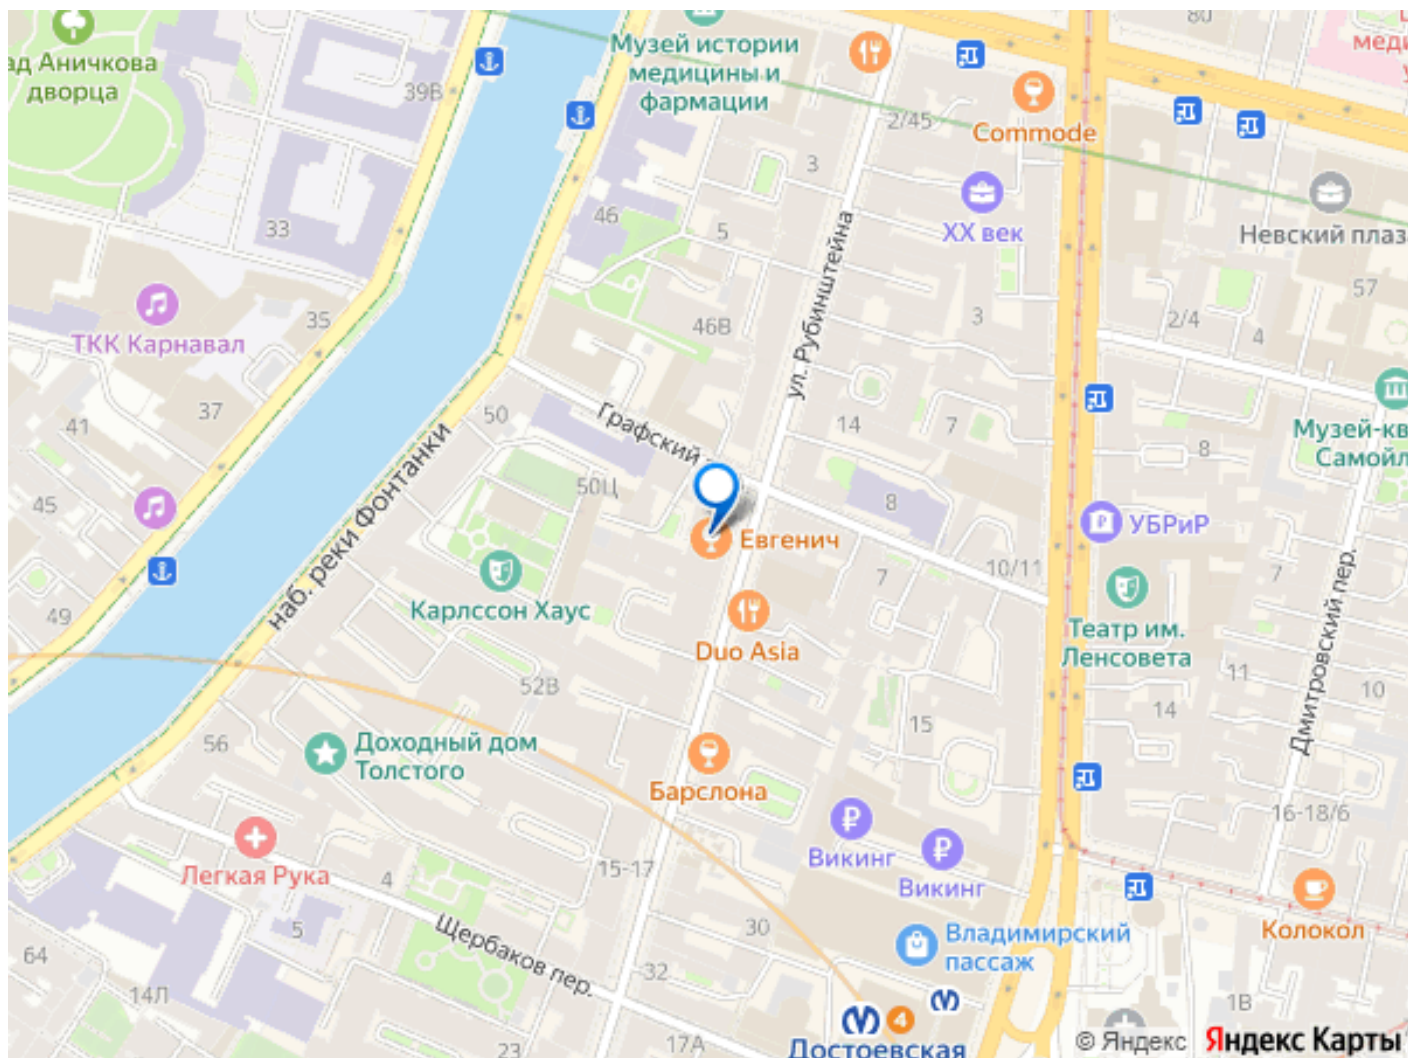 80
Музей истории
медицины и
фармации
меди
ад Аничкова
дворца
39В
2/45
Commode
3
46
5
33
XX век
Невский плаз
57
35
ТКК Карнавал
46В
ул. Рубинштейна
3
2/4
4
37
41
50
Графский
14
7
8
Музей-кв
Самойл
наб. реки Фонтанки
45
50Ц
8
УБРиР
Евгенич
10/11
7
7
Карлссон Хаус
49
Duo Asia
Театр им.
Ленсовета
Дмитровский пер.
11
10
52В
14
15
56
Доходный дом
Толстого
Барслона
16-18/6
Викинг
Викинг
Легкая Рука
4
15-17
Щербаков пер.
5
30
Владимирский
пассаж
Колокол
64
14Л
32
4
1В
17А
23
Достоевская
© Яндекс Яндекс Карты